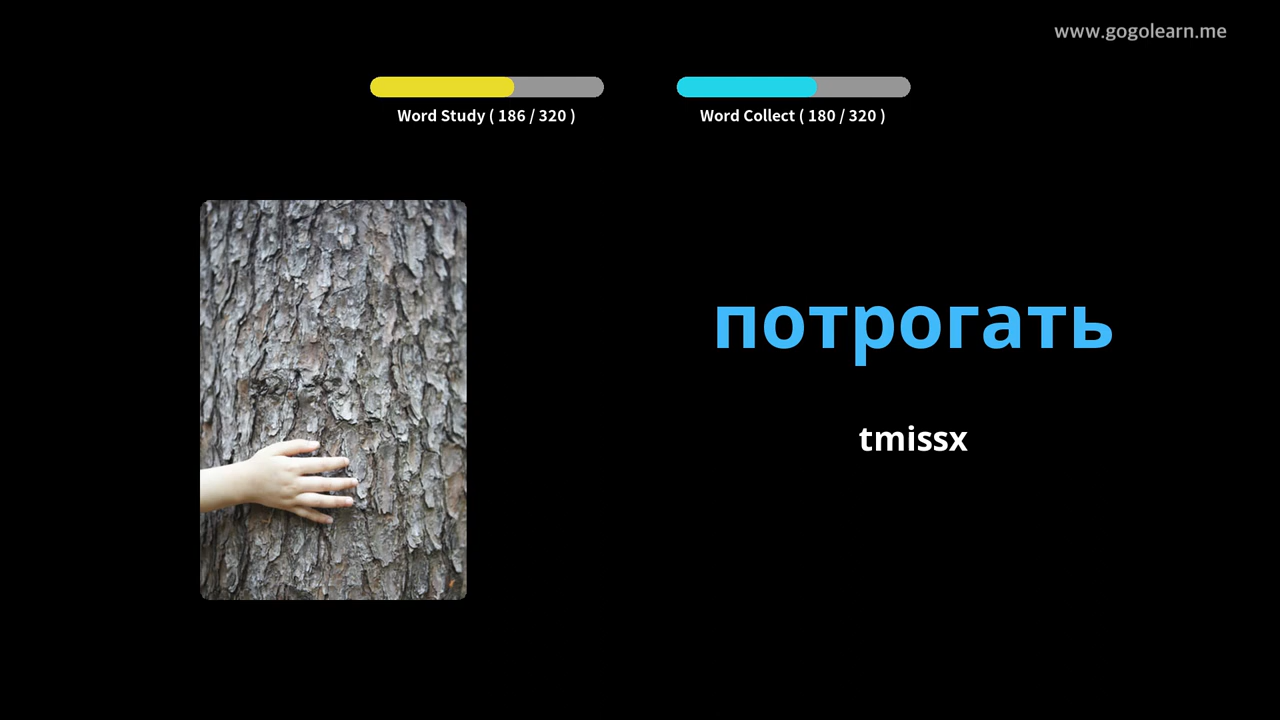 www.gogolearn.me
Word Study ( 186 / 320 )
Word Collect ( 180 / 320 )
потрогать
tmissx